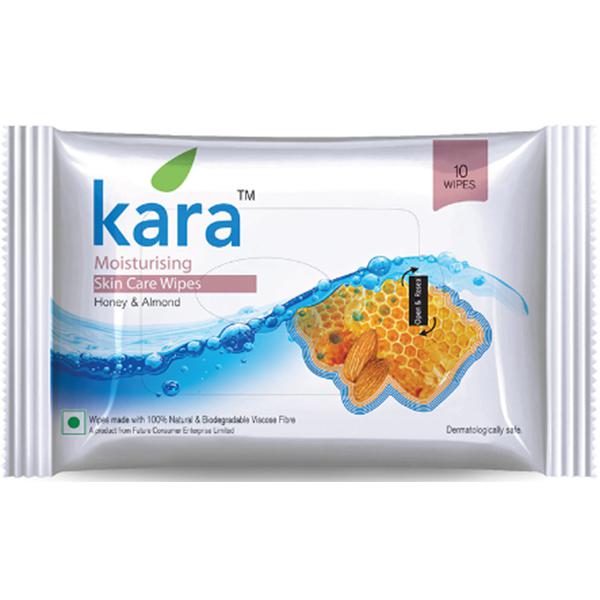 10
WIPES
kara™
Moisturising
Skin Care Wipes
Honey & Almond
Open & Reseal
Wipes made with 100% Natural & Biodegradable Viscose Fibre
A product from Future Consumer Enterprise Limited
Dermatologically safe.